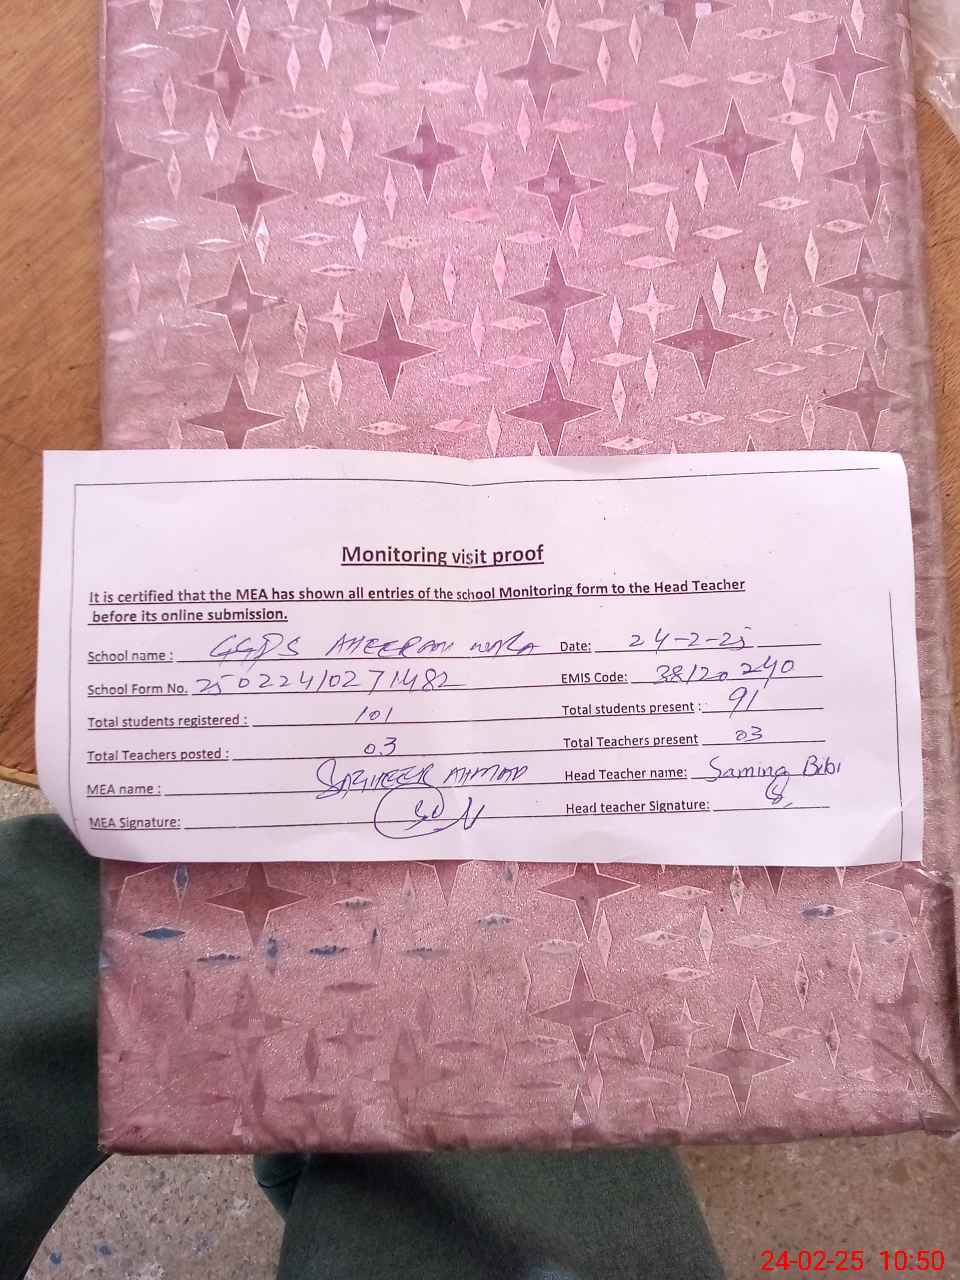 Monitoring visit proof
It is certified that the MEA has shown all entries of the school Monitoring form to the Head Teacher
before its online submission.
School name : GGPS AHEERAN WALA Date: 24-2-25
School Form No. 25022410271482 EMIS Code: 38120240
Total students registered : 101 Total students present : 91
Total Teachers posted : 03 Total Teachers present 03
MEA name : AHMAD Head Teacher name: Samina Bibi
MEA Signature: Head teacher Signature:
24-02-25 10:50